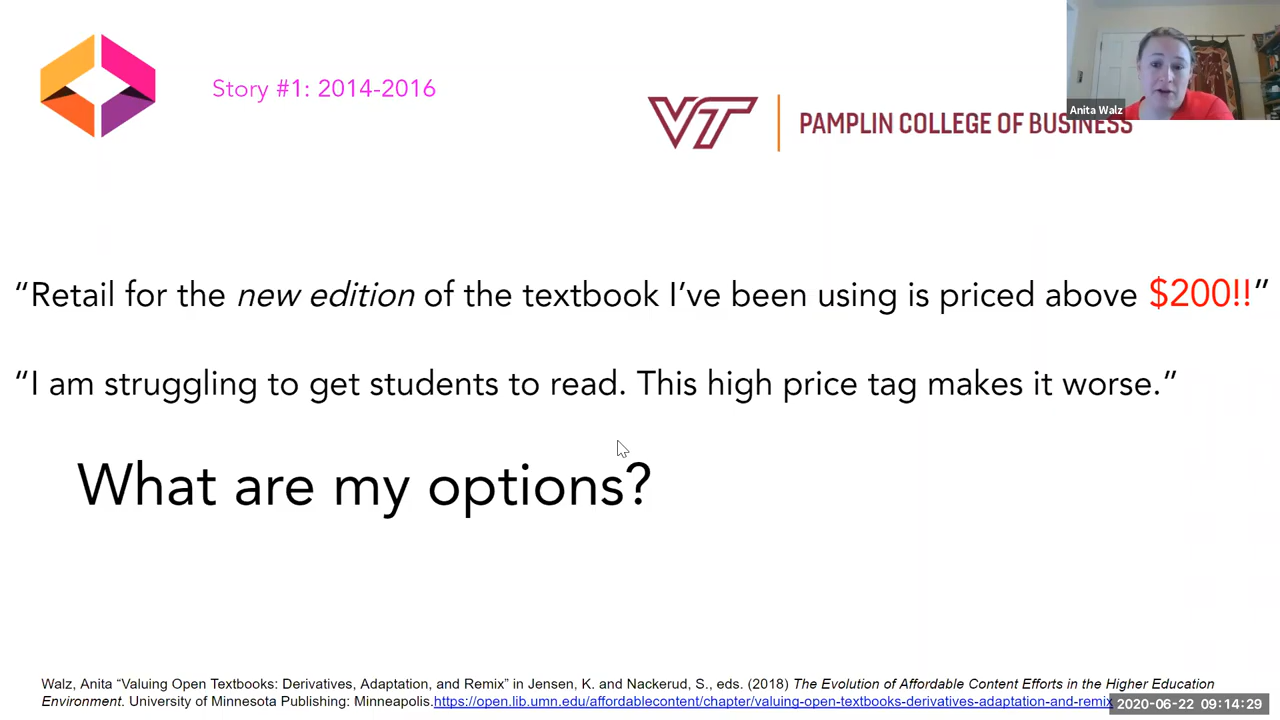 Story #1: 2014-2016
VT
PAMPLIN COLLEGE OF BUSINESS
Anita Walz
“Retail for the new edition of the textbook I’ve been using is priced above $200!!”
“I am struggling to get students to read. This high price tag makes it worse.”
What are my options?
Walz, Anita “Valuing Open Textbooks: Derivatives, Adaptation, and Remix” in Jensen, K. and Nackerud, S., eds. (2018) The Evolution of Affordable Content Efforts in the Higher Education
Environment. University of Minnesota Publishing: Minneapolis.https://open.lib.umn.edu/affordablecontent/chapter/valuing-open-textbooks-derivatives-adaptation-and-remix
2020-06-22 09:14:29